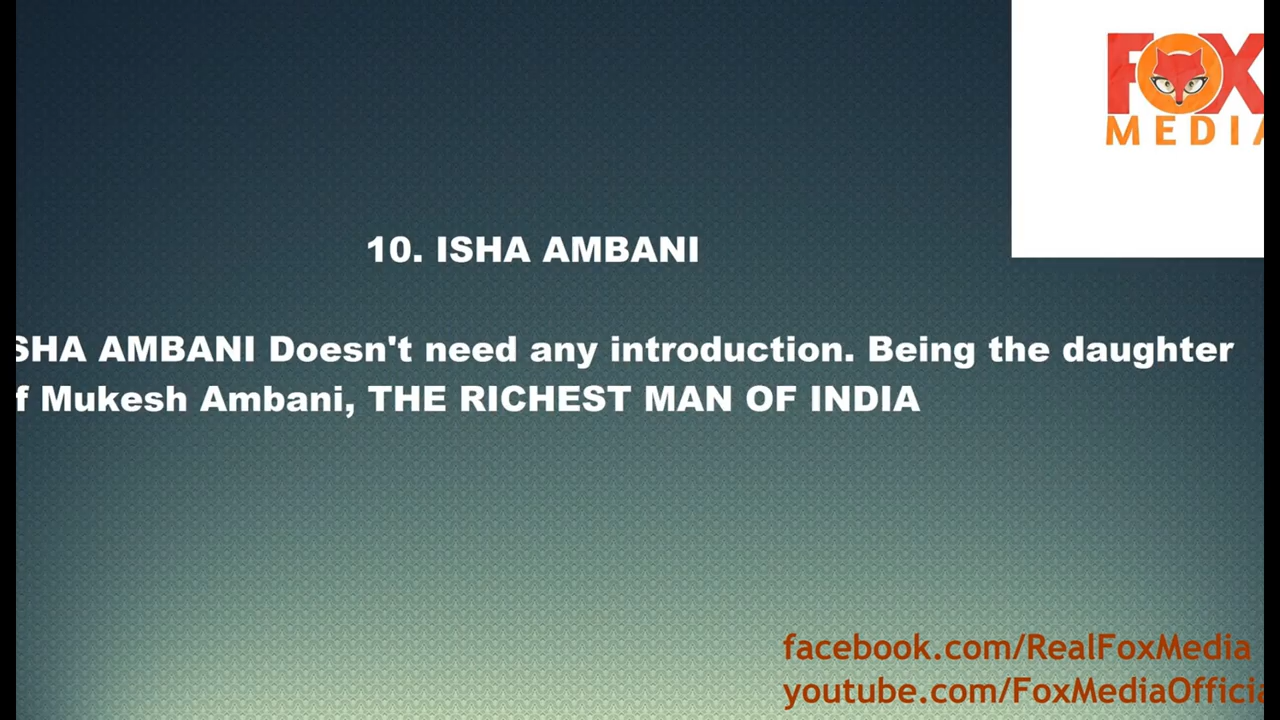 FOX
MEDIA
10. ISHA AMBANI
SHA AMBANI Doesn't need any introduction. Being the daughter
f Mukesh Ambani, THE RICHEST MAN OF INDIA
facebook.com/RealFoxMedia
youtube.com/FoxMediaOfficia